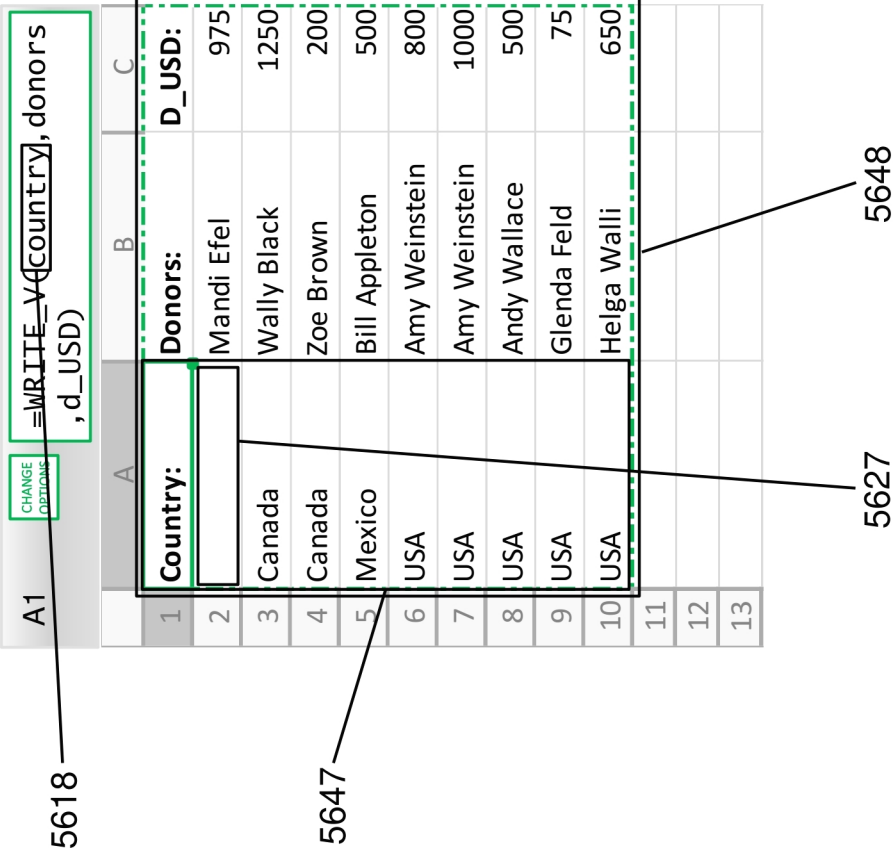 A1
CHANGE
OPTIONS
=WRITE_V(country,donors
,d_USD)
A B C
1 Country: Donors: D_USD:
2 Mandi Efel 975
3 Canada Wally Black 1250
4 Canada Zoe Brown 200
5 Mexico Bill Appleton 500
6 USA Amy Weinstein 800
7 USA Amy Weinstein 1000
8 USA Andy Wallace 500
9 USA Glenda Feld 75
10 USA Helga Walli 650
11
12
13
5618
5647
5627
5648